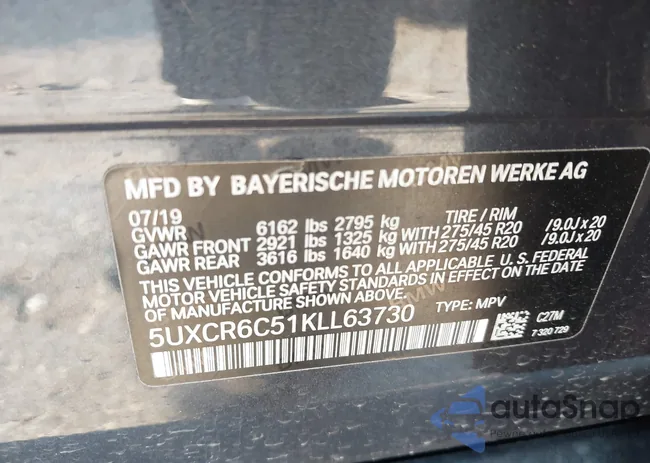 MFD BY BAYERISCHE MOTOREN WERKE AG
07/19
GVWR 6162 lbs 2795 kg TIRE / RIM
GAWR FRONT 2921 lbs 1325 kg WITH 275/45 R20 /9.0J x 20
GAWR REAR 3616 lbs 1640 kg WITH 275/45 R20 /9.0J x 20
THIS VEHICLE CONFORMS TO ALL APPLICABLE U.S. FEDERAL
MOTOR VEHICLE SAFETY STANDARDS IN EFFECT ON THE DATE
OF MANUFACTURE SHOWN ABOVE.
5UXCR6C51KLL63730 TYPE: MPV
C27M
7 320 729
autoSnap